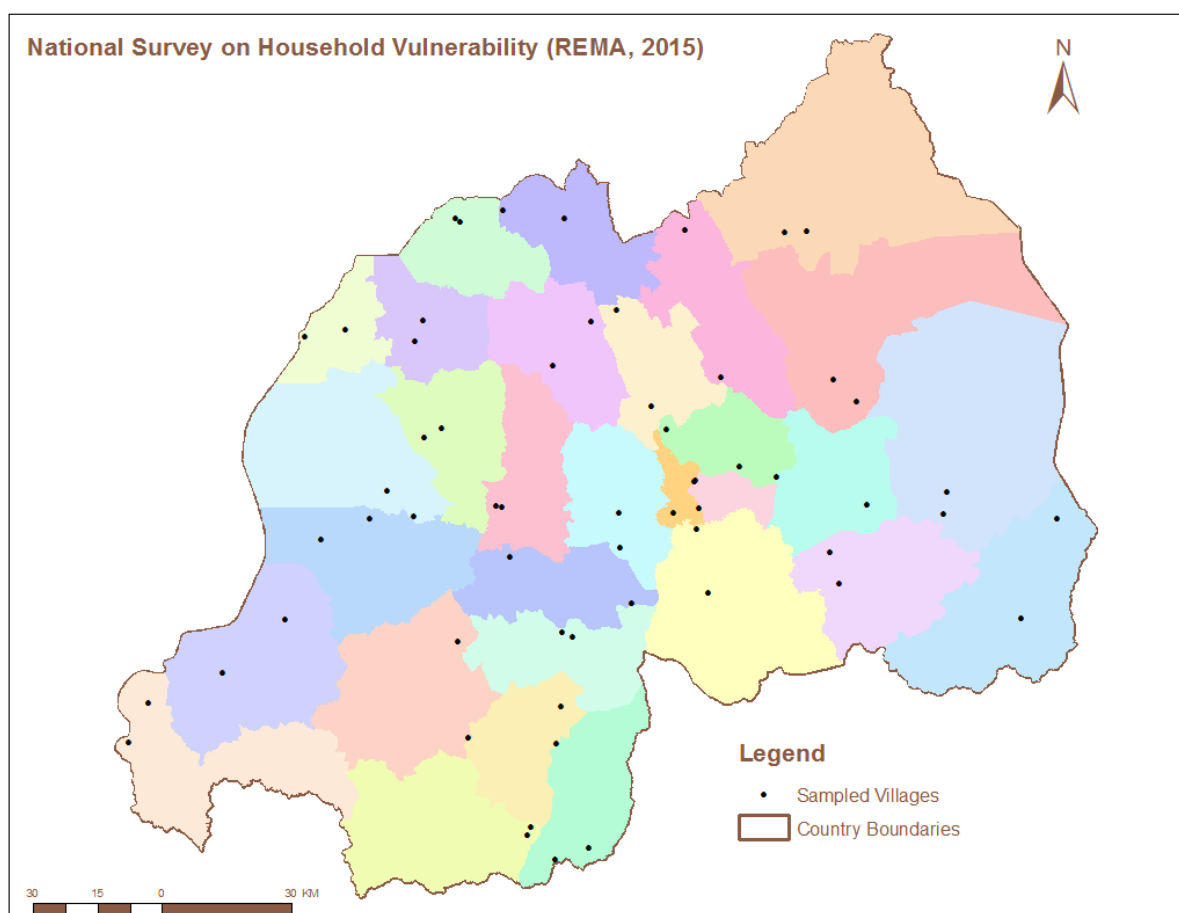 National Survey on Household Vulnerability (REMA, 2015)
N
Legend
Sampled Villages
Country Boundaries
30 15 0 30 KM